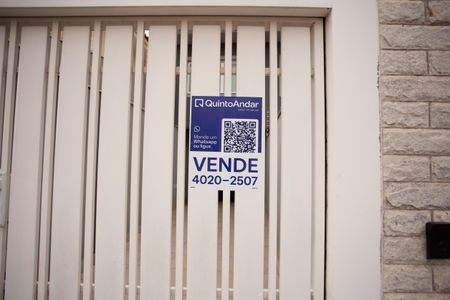 QuintoAndar
Mande um
Whatsapp
ou ligue.
VENDE
4020-2507